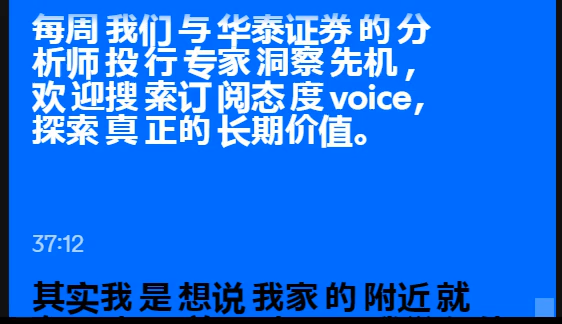 每周我们与华泰证券的分
析师投行专家洞察先机，
欢迎搜索订阅态度voice，
探索真正的长期价值。
37:12
其实我是想说我家的附近就